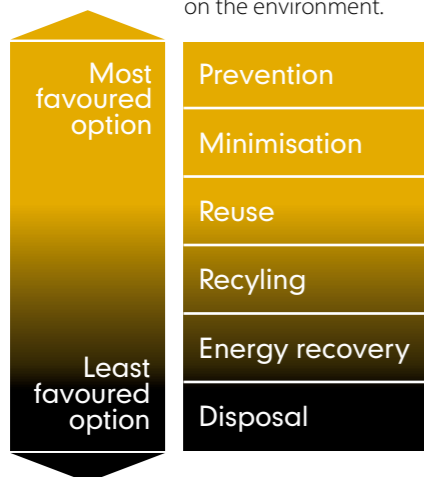 on the environment.
Most
favoured
option
Prevention
Minimisation
Reuse
Recyling
Energy recovery
Least
favoured
option
Disposal